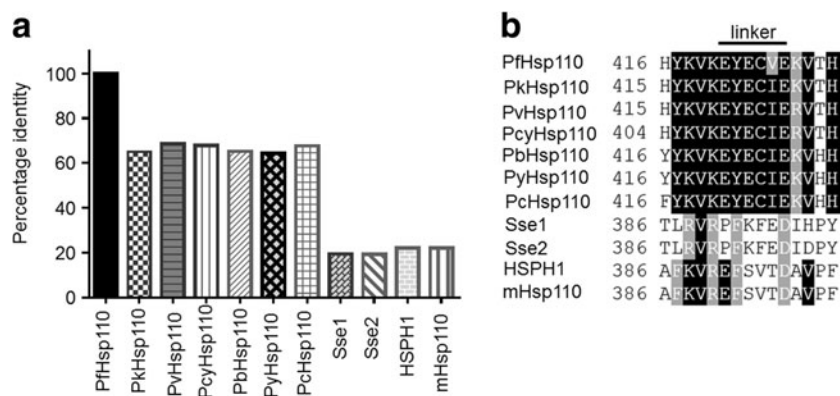 a
Percentage identity
100
80
60
40
20
0
PfHsp110
PkHsp110
PvHsp110
PcyHsp110
PbHsp110
PyHsp110
PcHsp110
Sse1
Sse2
HSPH1
mHsp110
b
linker
PfHsp110 416 HYKVKEYECVEKVTH
PkHsp110 415 HYKVKEYECIEKVTH
PvHsp110 415 HYKVKEYECIERVTH
PcyHsp110 404 HYKVKEYECIERVTH
PbHsp110 416 YYKVKEYECIEKVHH
PyHsp110 416 YYKVKEYECIEKVHH
PcHsp110 416 FYKVKEYECIEKVHH
Sse1 386 TLRVRPFKFEDIHPY
Sse2 386 TLRVRPFKFEDIDPY
HSPH1 386 AFKVREFSVTDAVPF
mHsp110 386 AFKVREFSVTDAVPF